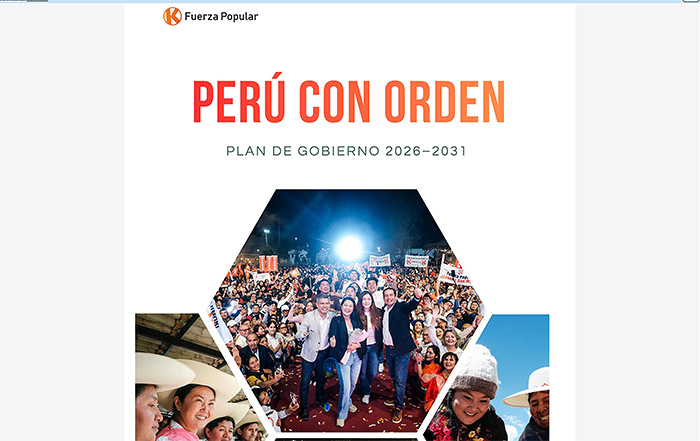 Fuerza Popular
PERÚ CON ORDEN
PLAN DE GOBIERNO 2026–2031